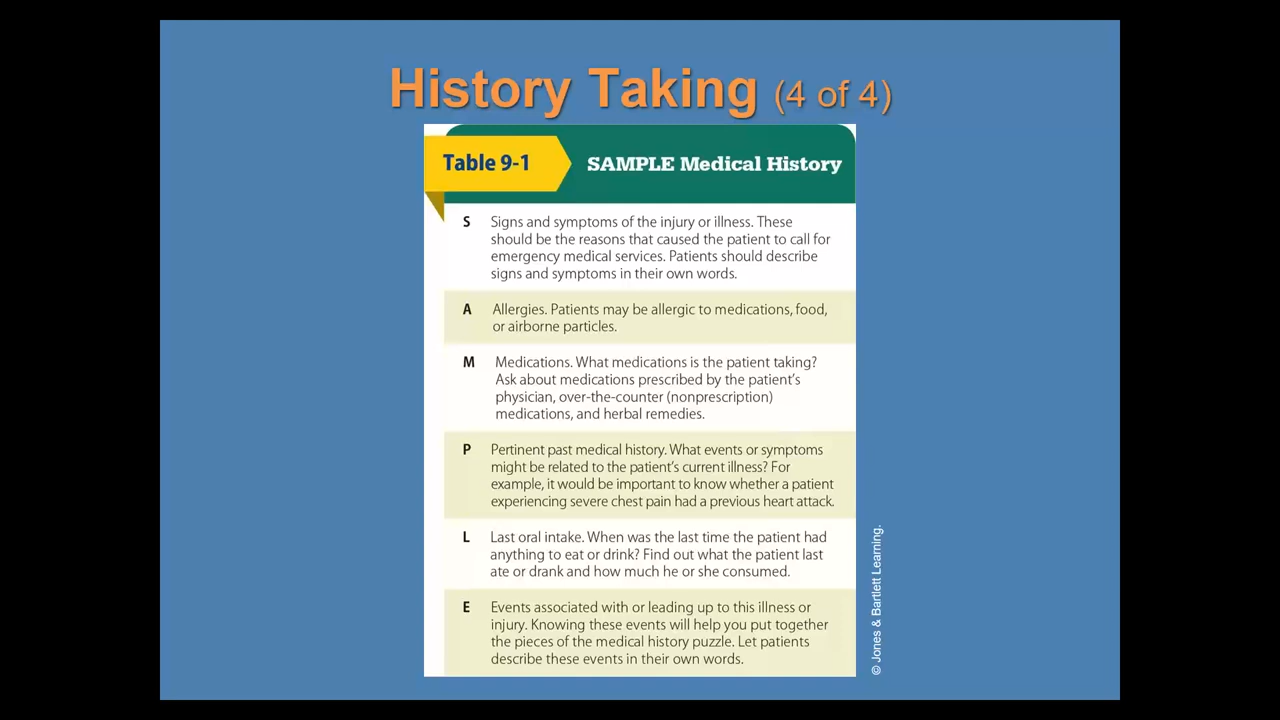 History Taking (4 of 4)
Table 9-1 SAMPLE Medical History
S Signs and symptoms of the injury or illness. These
should be the reasons that caused the patient to call for
emergency medical services. Patients should describe
signs and symptoms in their own words.
A Allergies. Patients may be allergic to medications, food,
or airborne particles.
M Medications. What medications is the patient taking?
Ask about medications prescribed by the patient’s
physician, over-the-counter (nonprescription)
medications, and herbal remedies.
P Pertinent past medical history. What events or symptoms
might be related to the patient’s current illness? For
example, it would be important to know whether a patient
experiencing severe chest pain had a previous heart attack.
L Last oral intake. When was the last time the patient had
anything to eat or drink? Find out what the patient last
ate or drank and how much he or she consumed.
E Events associated with or leading up to this illness or
injury. Knowing these events will help you put together
the pieces of the medical history puzzle. Let patients
describe these events in their own words.
© Jones & Bartlett Learning.